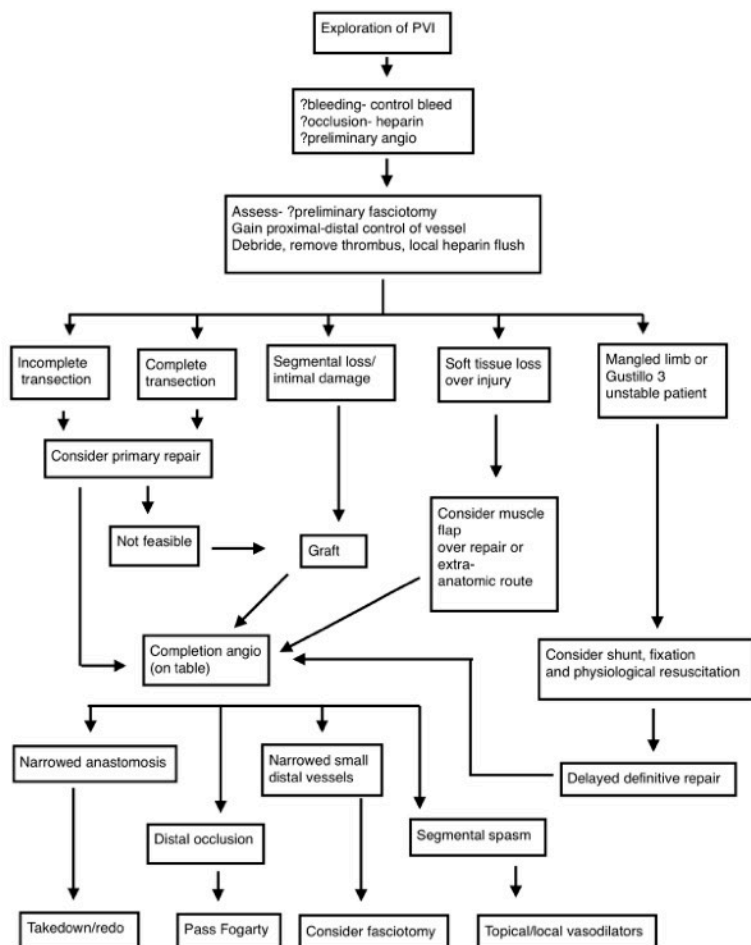 Exploration of PVI
?bleeding- control bleed
?occlusion- heparin
?preliminary angio
Assess- ?preliminary fasciotomy
Gain proximal-distal control of vessel
Debride, remove thrombus, local heparin flush
Incomplete
transection
Complete
transection
Segmental loss/
intimal damage
Soft tissue loss
over injury
Mangled limb or
Gustillo 3
unstable patient
Consider primary repair
Not feasible
Graft
Consider muscle
flap
over repair or
extra-
anatomic route
Completion angio
(on table)
Consider shunt, fixation
and physiological resuscitation
Narrowed anastomosis
Narrowed small
distal vessels
Delayed definitive repair
Distal occlusion
Segmental spasm
Takedown/redo
Pass Fogarty
Consider fasciotomy
Topical/local vasodilators